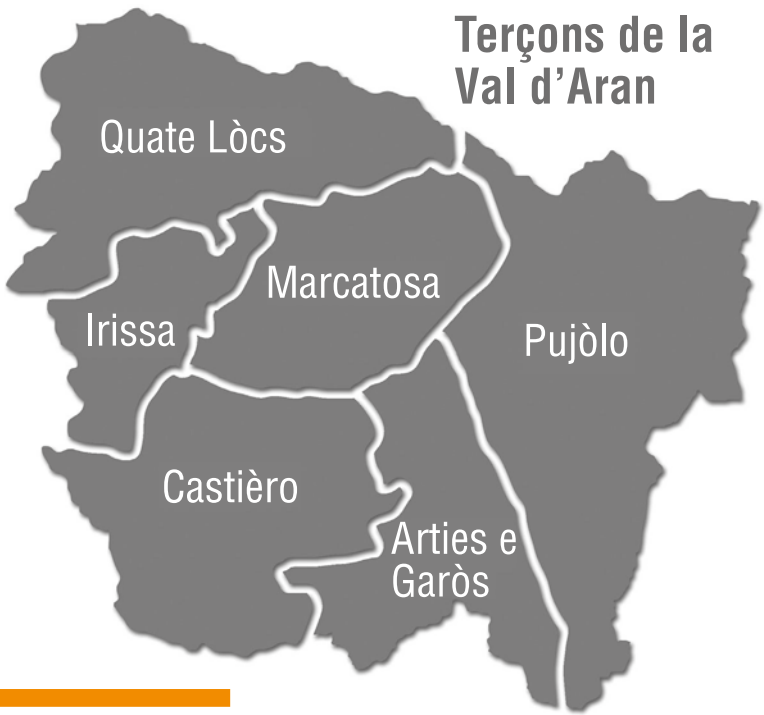 Terçons de la
Val d’Aran
Quate Lòcs
Marcatosa
Irissa
Pujòlo
Castièro
Arties e
Garòs